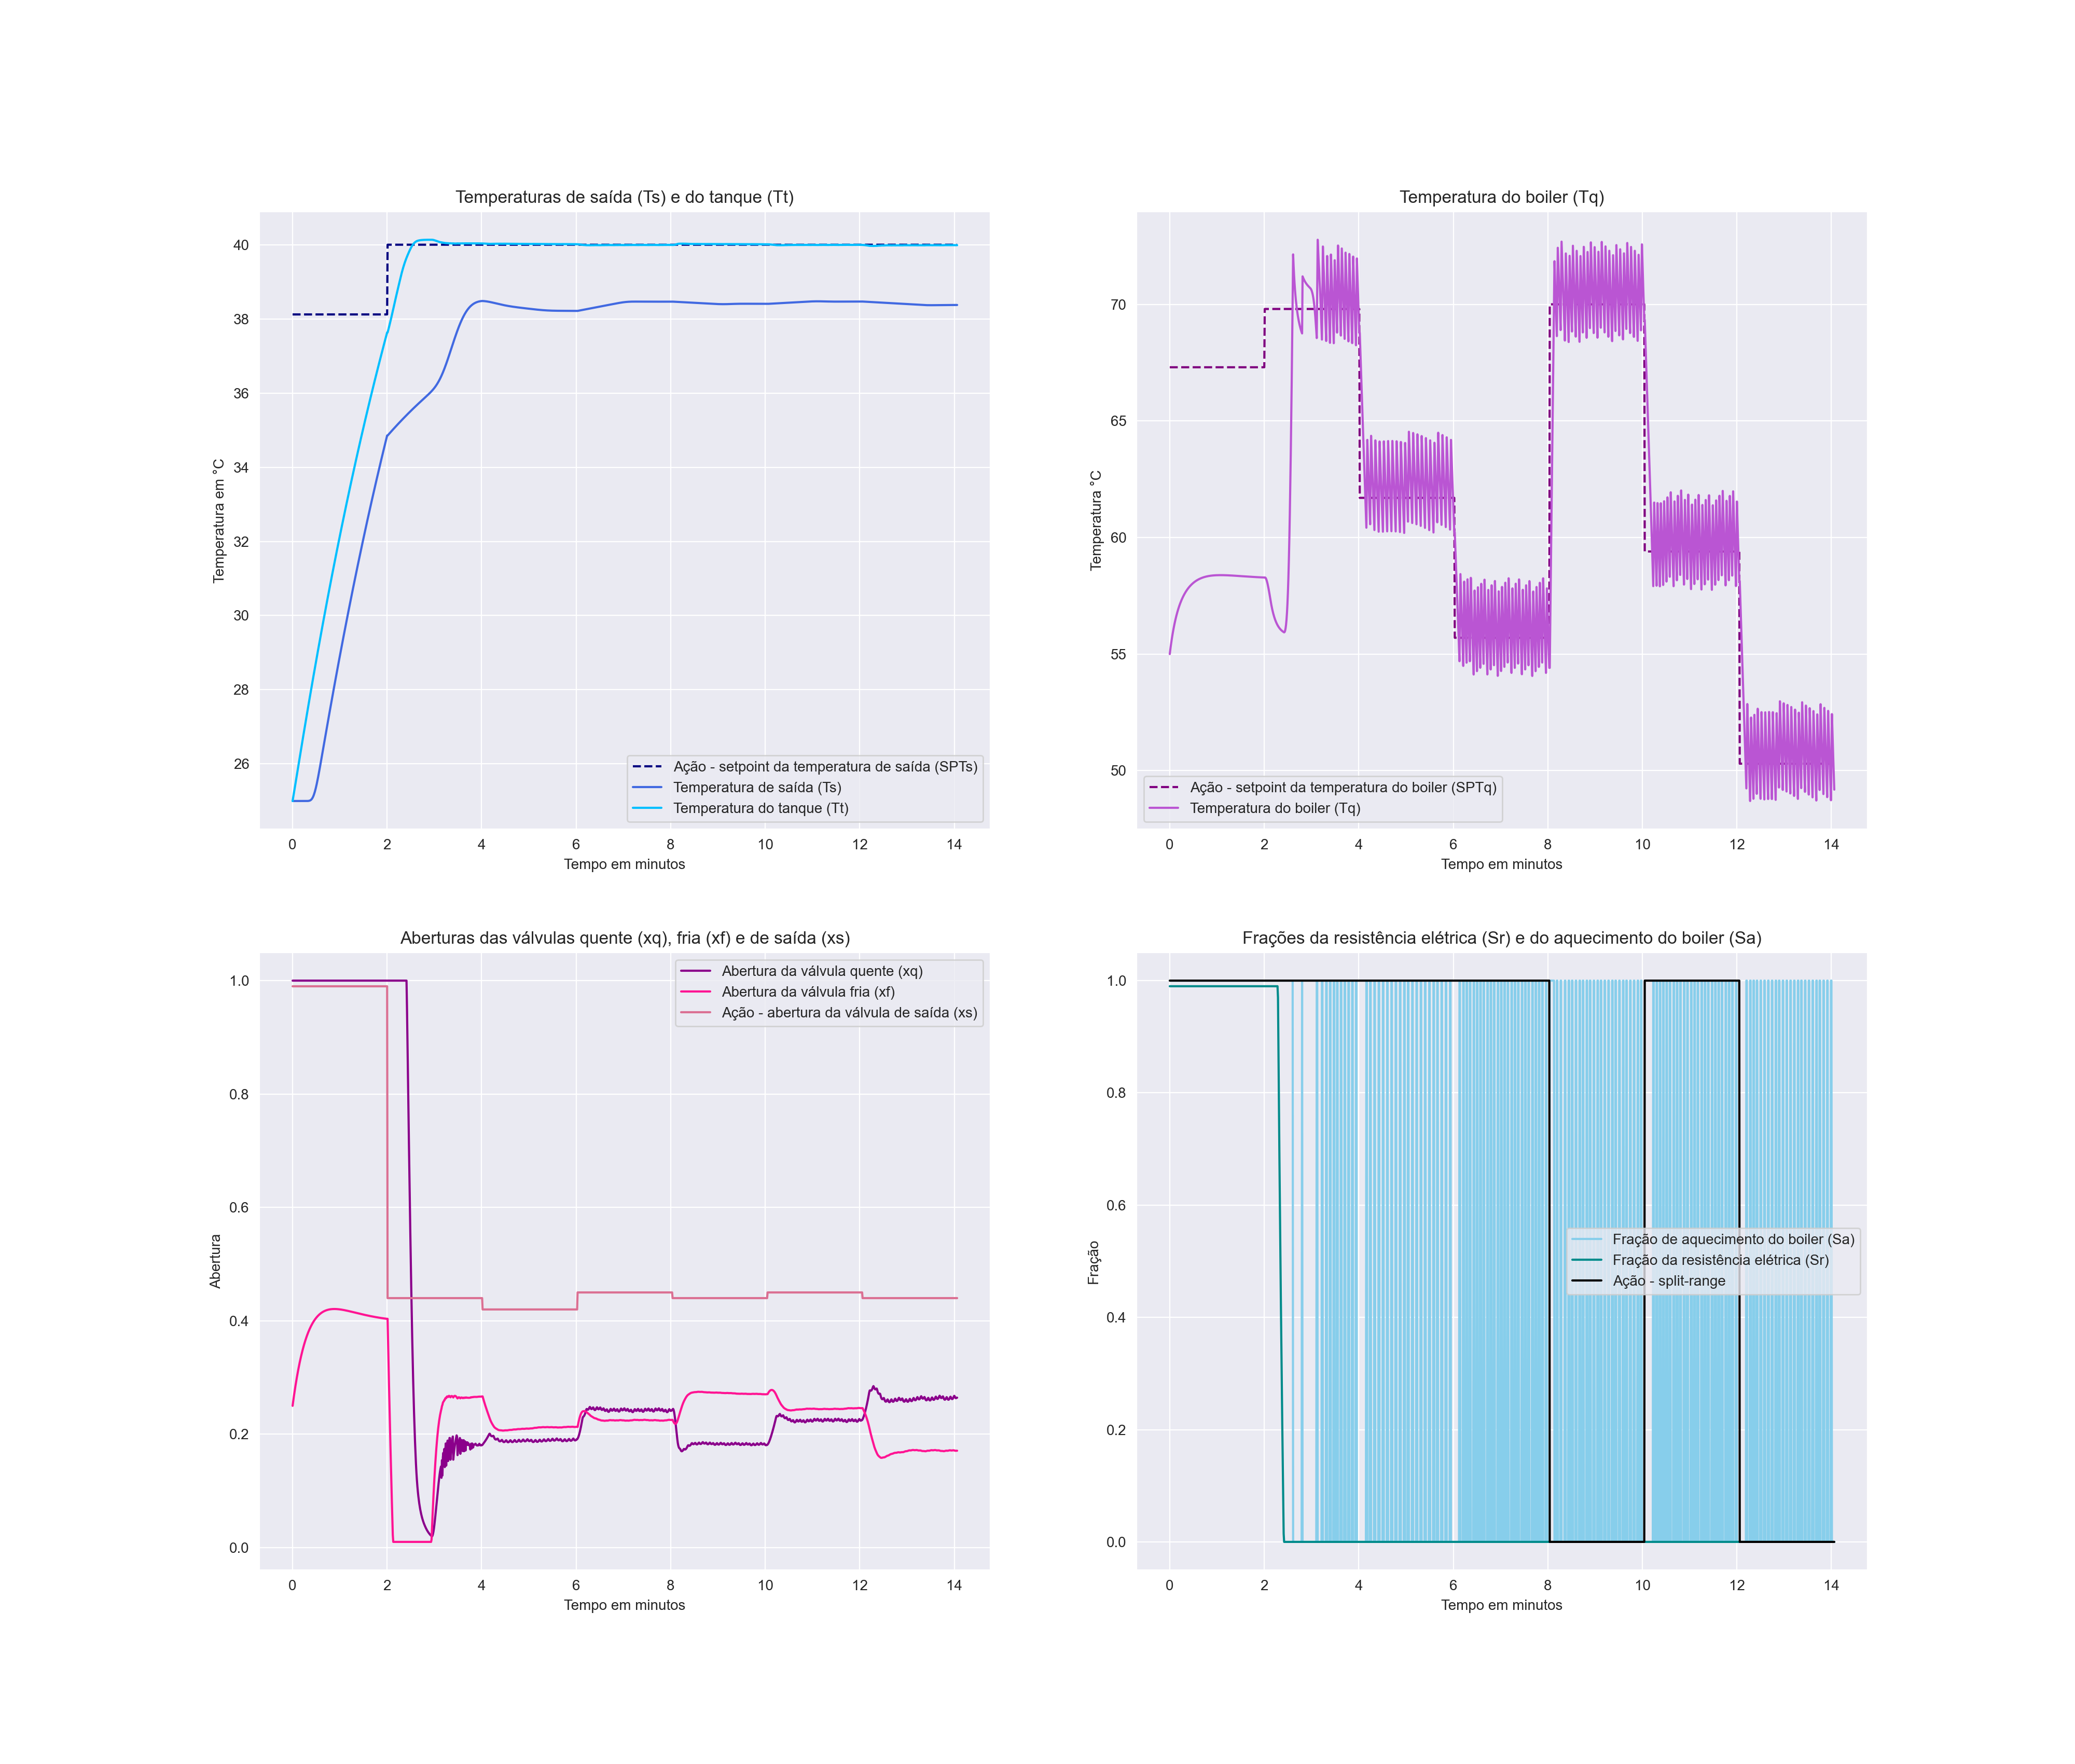 Temperaturas de saída (Ts) e do tanque (Tt)
40
38
36
34
32
30
28
26
Temperatura em °C
Ação - setpoint da temperatura de saída (SPTs)
Temperatura de saída (Ts)
Temperatura do tanque (Tt)
0 2 4 6 8 10 12 14
Tempo em minutos
Temperatura do boiler (Tq)
70
65
60
55
50
Temperatura °C
Ação - setpoint da temperatura do boiler (SPTq)
Temperatura do boiler (Tq)
0 2 4 6 8 10 12 14
Tempo em minutos
Aberturas das válvulas quente (xq), fria (xf) e de saída (xs)
1.0
0.8
0.6
0.4
0.2
0.0
Abertura
Abertura da válvula quente (xq)
Abertura da válvula fria (xf)
Ação - abertura da válvula de saída (xs)
0 2 4 6 8 10 12 14
Tempo em minutos
Frações da resistência elétrica (Sr) e do aquecimento do boiler (Sa)
1.0
0.8
0.6
0.4
0.2
0.0
Fração
Fração de aquecimento do boiler (Sa)
Fração da resistência elétrica (Sr)
Ação - split-range
0 2 4 6 8 10 12 14
Tempo em minutos